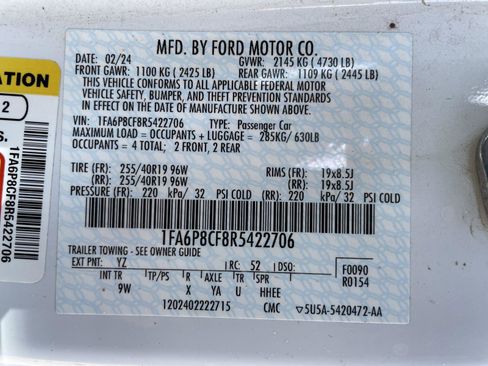 MFD. BY FORD MOTOR CO.
DATE: 02/24 GVWR: 2145 KG ( 4730 LB)
FRONT GAWR: 1100 KG ( 2425 LB) REAR GAWR: 1109 KG ( 2445 LB)
THIS VEHICLE CONFORMS TO ALL APPLICABLE FEDERAL MOTOR
VEHICLE SAFETY, BUMPER, AND THEFT PREVENTION STANDARDS
IN EFFECT ON THE DATE OF MANUFACTURE SHOWN ABOVE.
VIN: 1FA6P8CF8R5422706 TYPE: Passenger Car
MAXIMUM LOAD = OCCUPANTS + LUGGAGE = 285KG/ 630LB
OCCUPANTS = 4 TOTAL; 2 FRONT, 2 REAR
TIRE (FR): 255/40R19 96W RIMS (FR): 19x8.5J
(RR): 255/40R19 96W (RR): 19x8.5J
PRESSURE (FR): 220 kPa/ 32 PSI COLD (RR) 220 kPa/ 32 PSI COLD
1FA6P8CF8R5422706
TRAILER TOWING - SEE OWNER GUIDE
EXT PNT: YZ RC: 52 DSO: F0090
INT TR TP/PS R AXLE TR SPR R0154
9W X U HHEE
1202402222715 CMC 5U5A-5420472-AA
ATION
2
S.
1FA6P8CF8R5422706